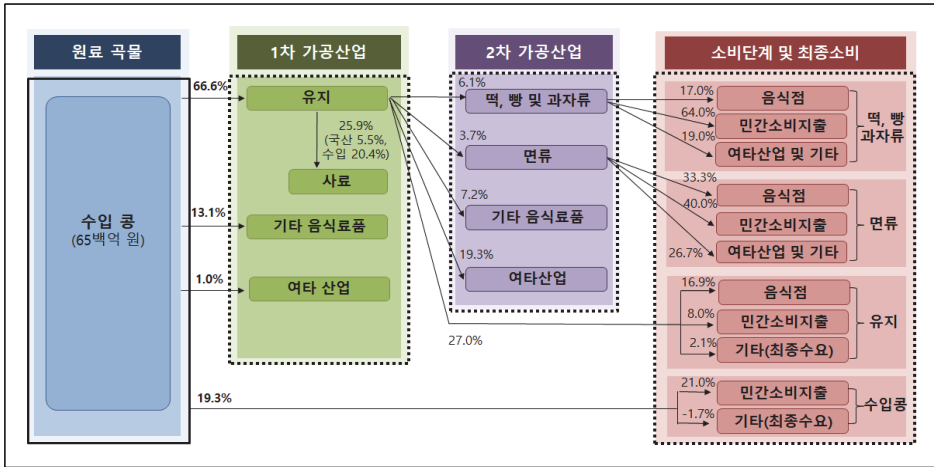 원료 곡물
1차 가공산업
2차 가공산업
소비단계 및 최종소비
수입 콩
(65백억 원)
66.6%
13.1%
1.0%
19.3%
유지
25.9%
(국산 5.5%,
수입 20.4%)
사료
기타 음식료품
여타 산업
6.1%
3.7%
7.2%
19.3%
27.0%
떡, 빵 및 과자류
면류
기타 음식료품
여타산업
17.0%
64.0%
19.0%
음식점
민간소비지출
여타산업 및 기타
떡, 빵
과자류
33.3%
40.0%
26.7%
음식점
민간소비지출
여타산업 및 기타
면류
16.9%
8.0%
2.1%
음식점
민간소비지출
기타(최종수요)
유지
21.0%
-1.7%
민간소비지출
기타(최종수요)
수입콩